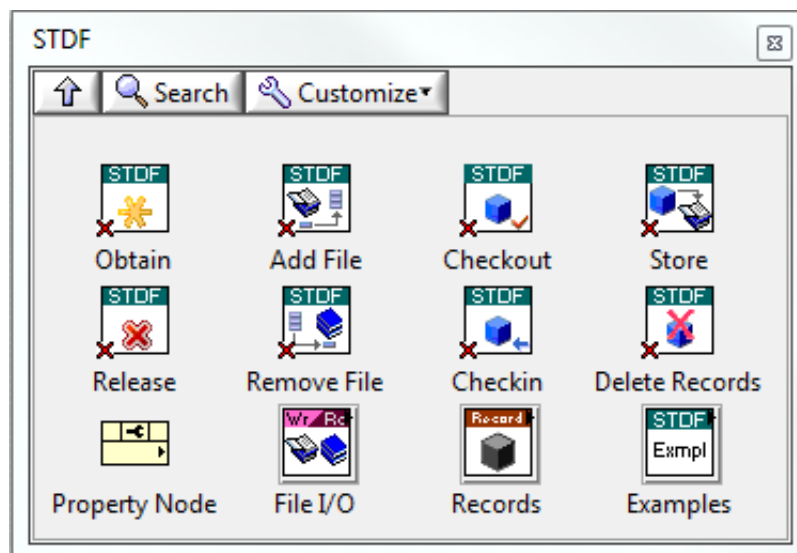 STDF
Search Customize
STDF STDF STDF STDF
Obtain Add File Checkout Store
STDF STDF STDF STDF
Release Remove File Checkin Delete Records
Wr Rc Record STDF
Exmpl
Property Node File I/O Records Examples